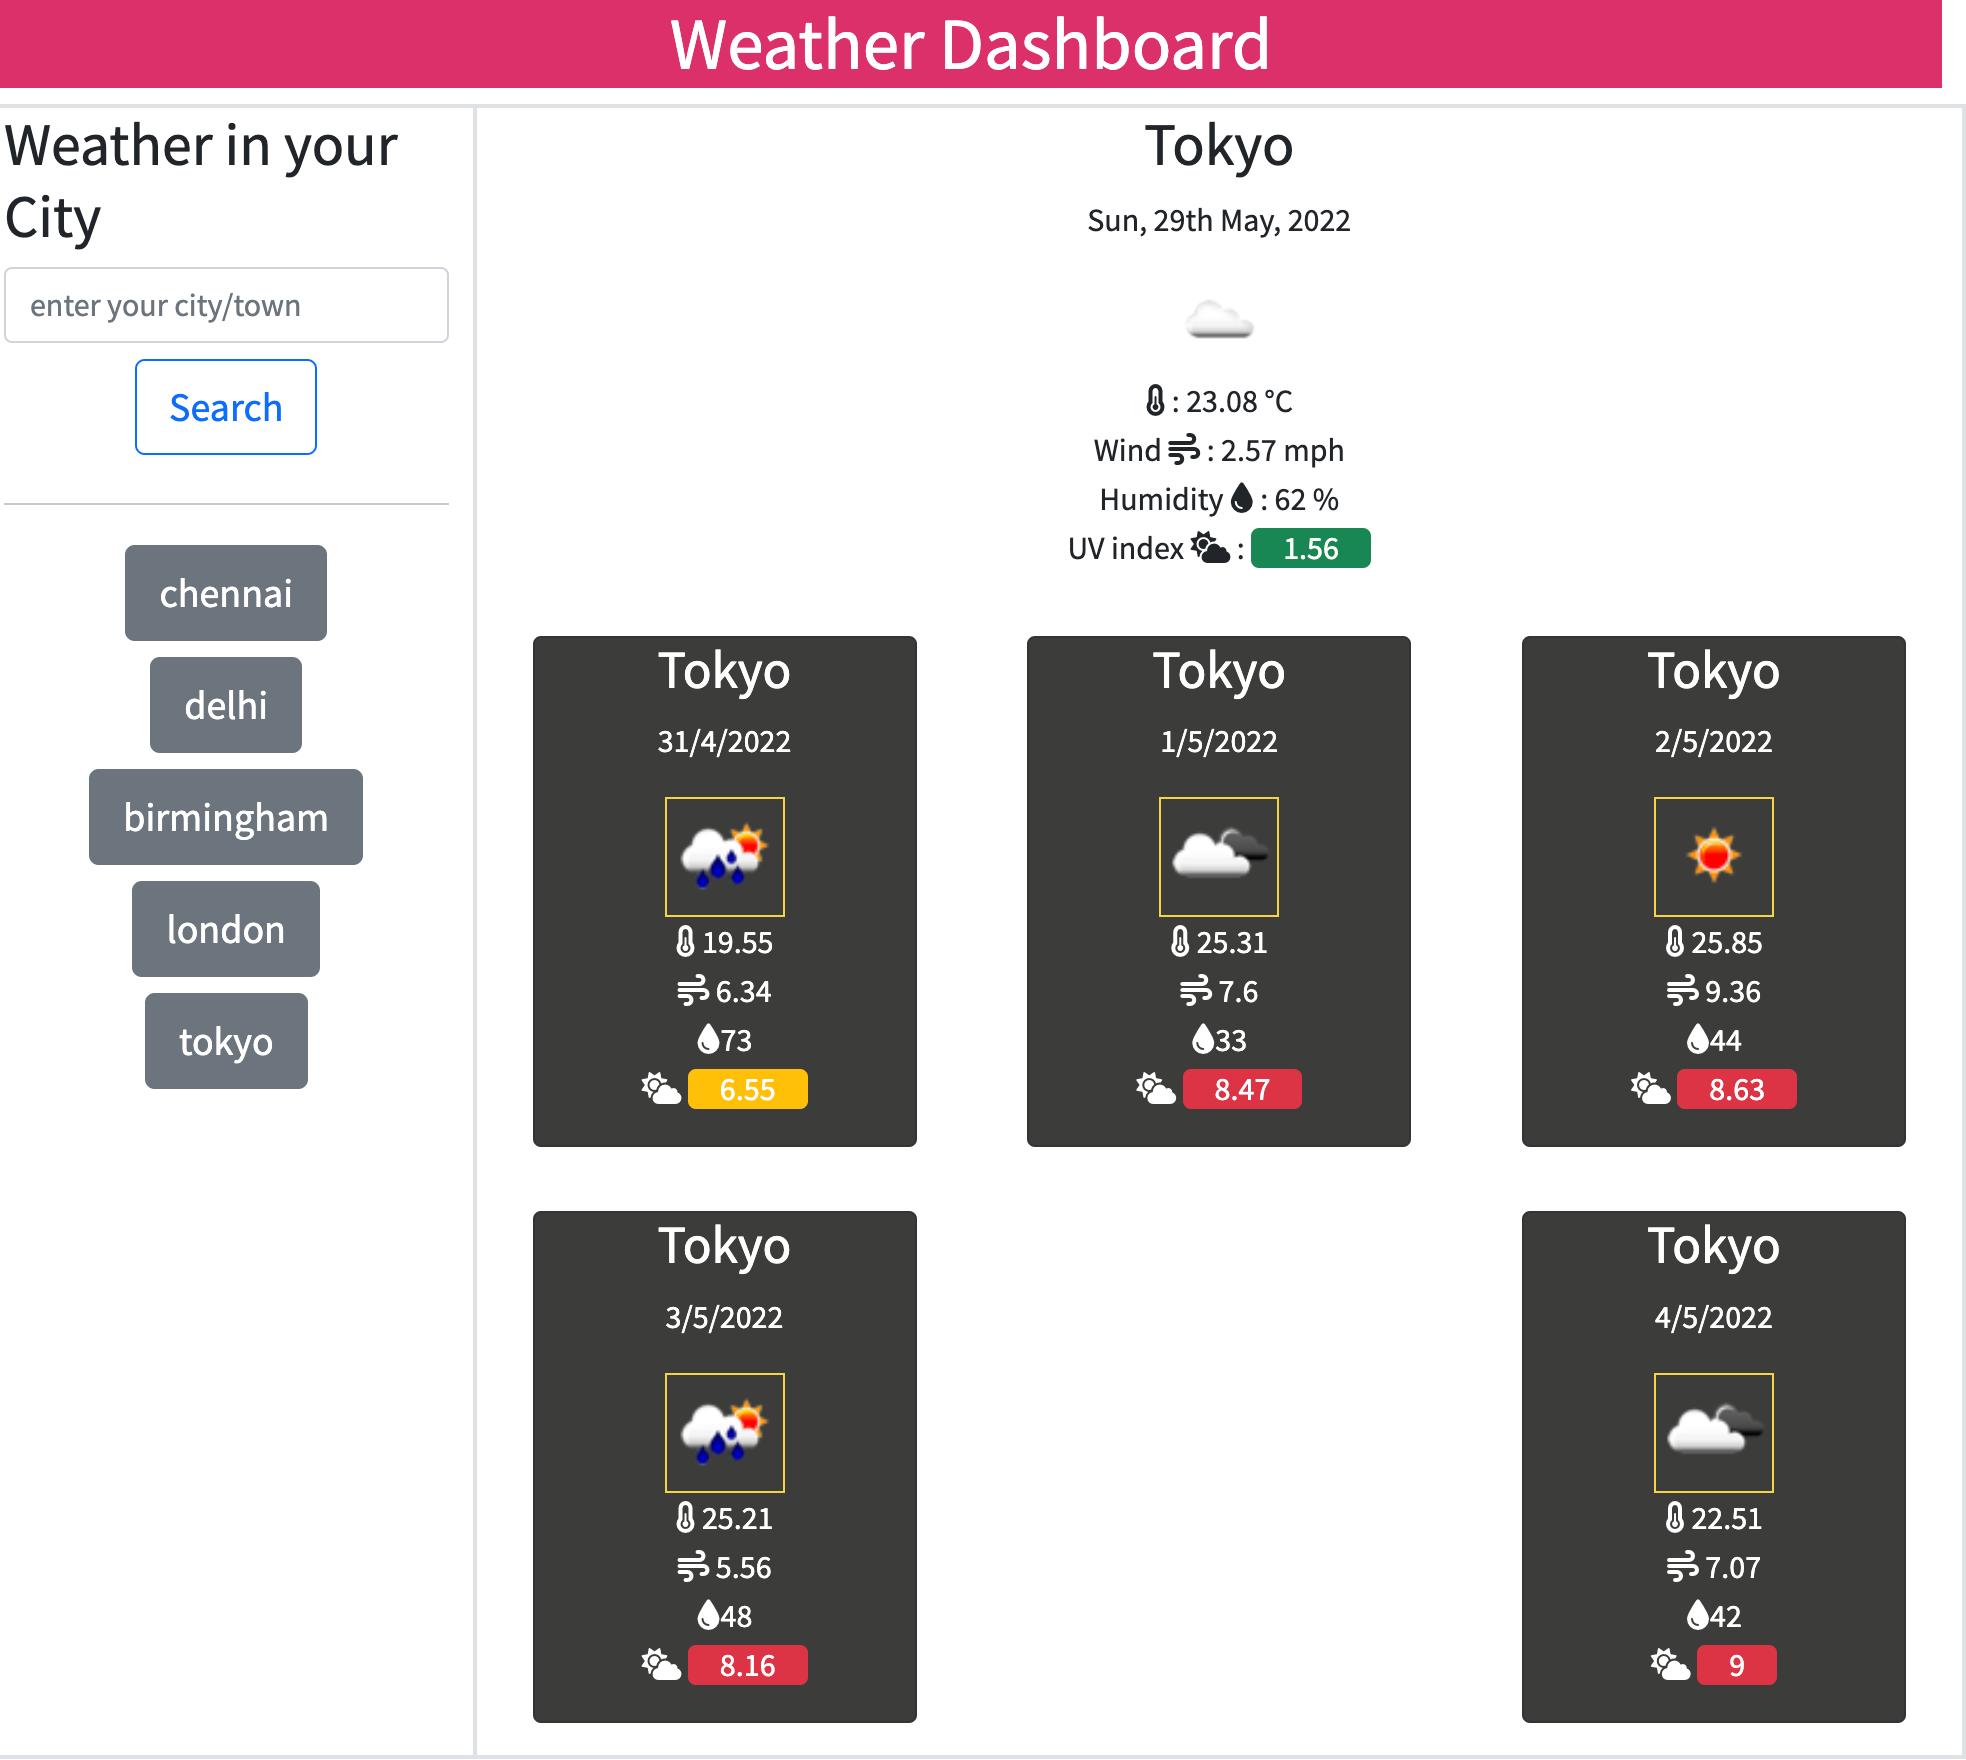 Weather Dashboard
Weather in your
City
enter your city/town
Search
chennai
delhi
birmingham
london
tokyo
Tokyo
Sun, 29th May, 2022
: 23.08 °C
Wind : 2.57 mph
Humidity : 62 %
UV index : 1.56
Tokyo
31/4/2022
19.55
6.34
73
6.55
Tokyo
1/5/2022
25.31
7.6
33
8.47
Tokyo
2/5/2022
25.85
9.36
44
8.63
Tokyo
3/5/2022
25.21
5.56
48
8.16
Tokyo
4/5/2022
22.51
7.07
42
9